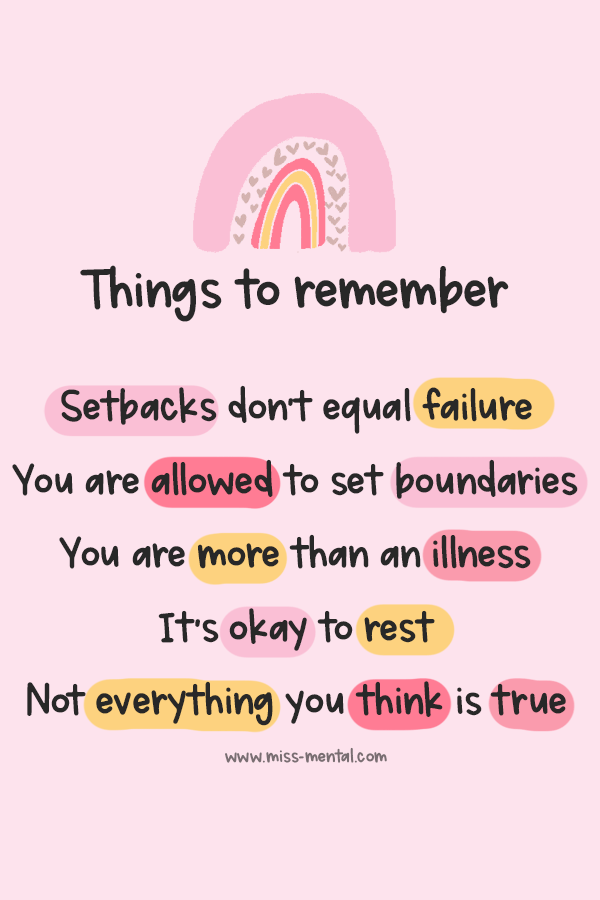 Things to remember
Setbacks don't equal failure
You are allowed to set boundaries
You are more than an illness
It's okay to rest
Not everything you think is true
www.miss-mental.com